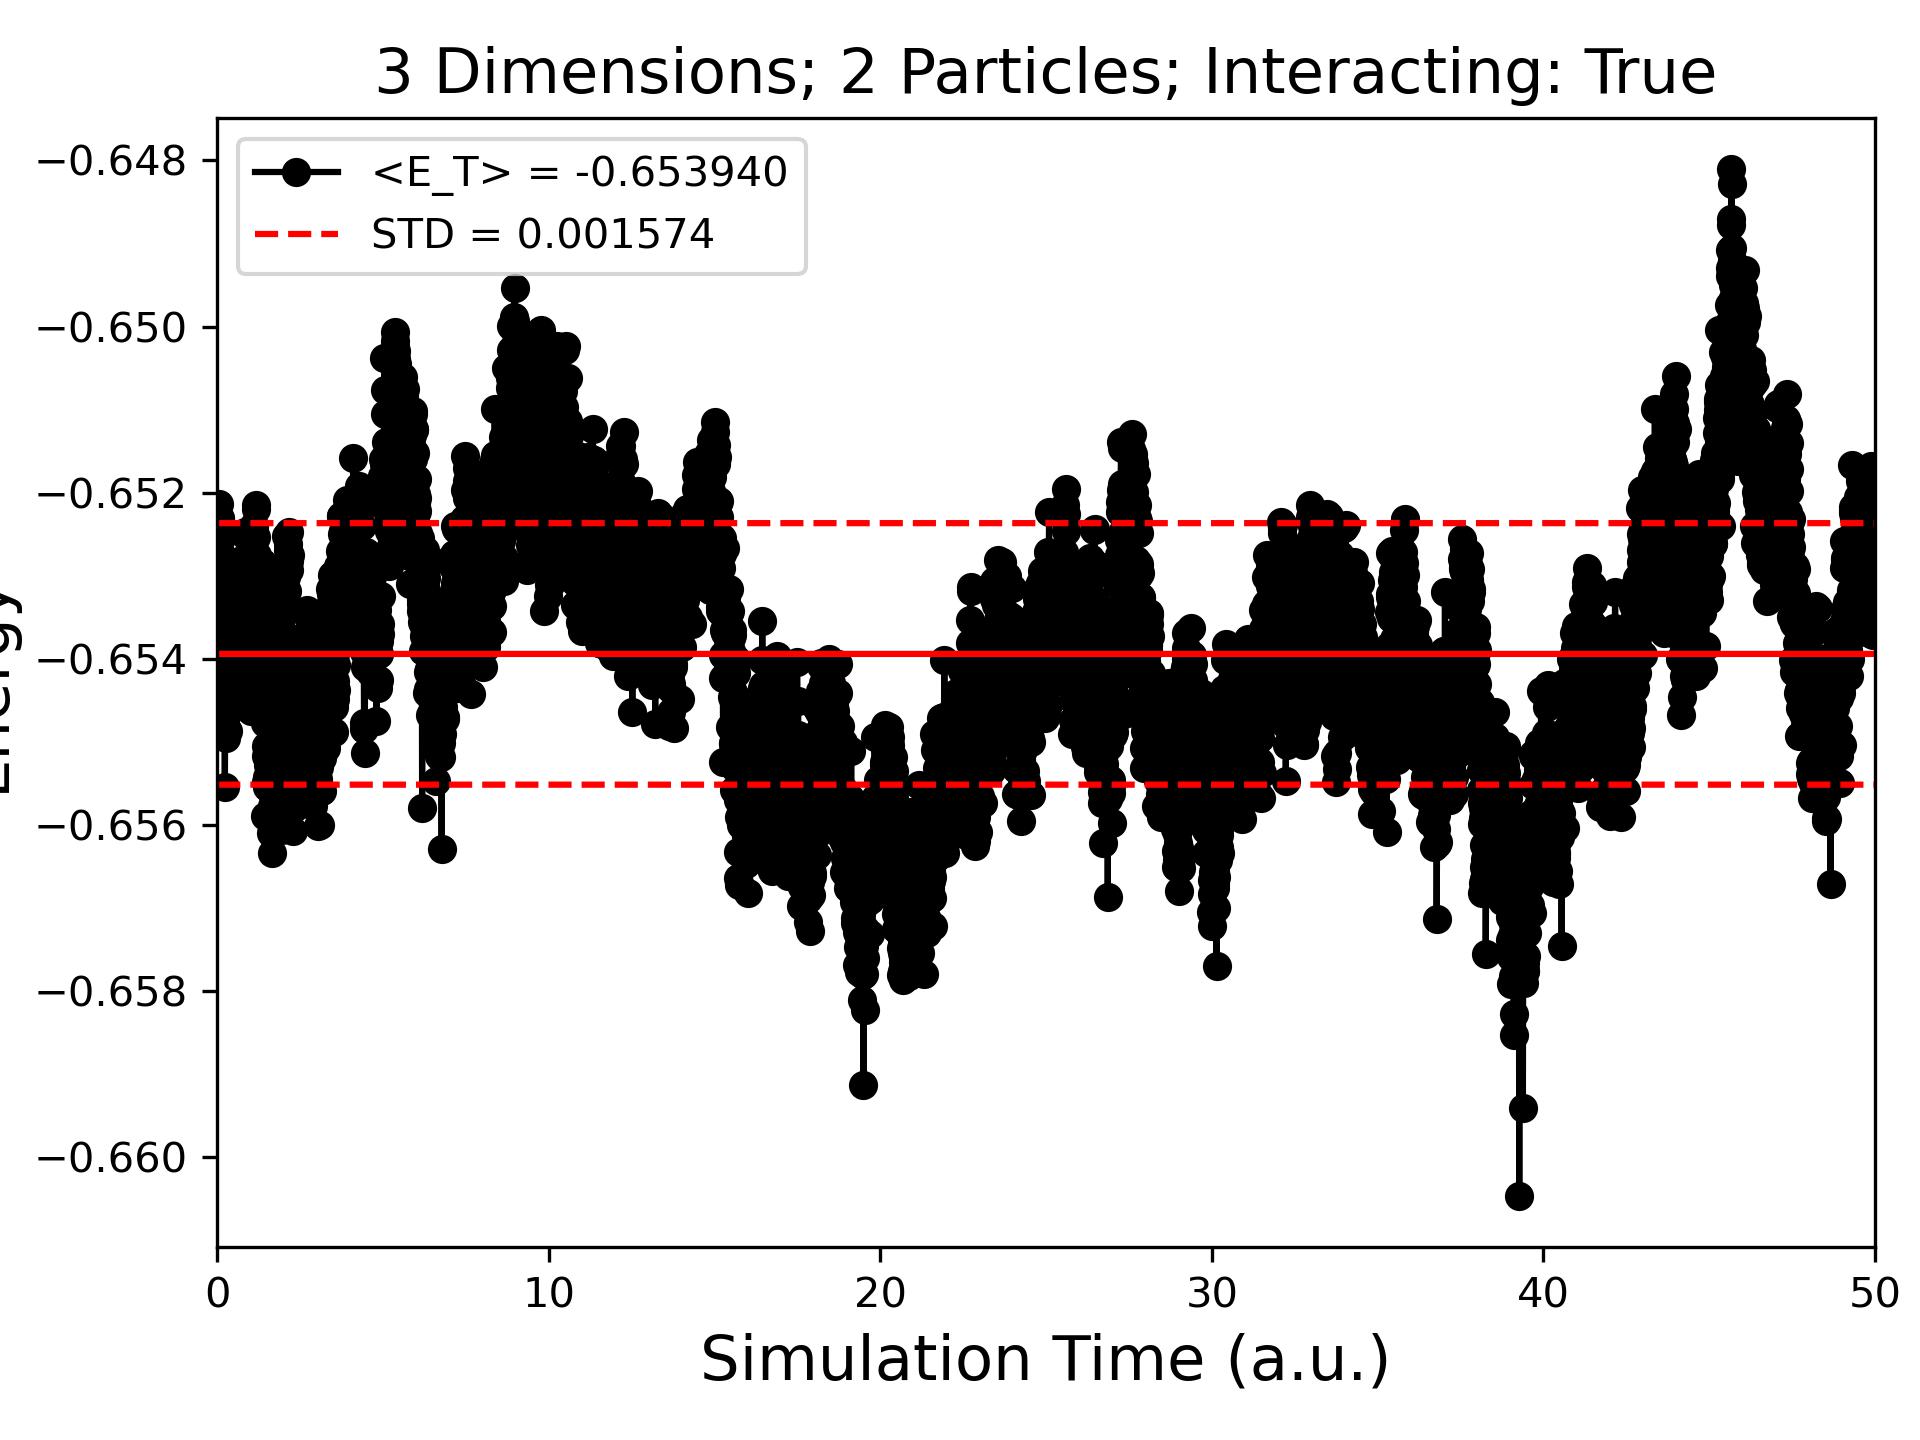 3 Dimensions; 2 Particles; Interacting: True
<E_T> = -0.653940
STD = 0.001574
−0.648
−0.650
−0.652
−0.654
−0.656
−0.658
−0.660
Energy
0 10 20 30 40 50
Simulation Time (a.u.)